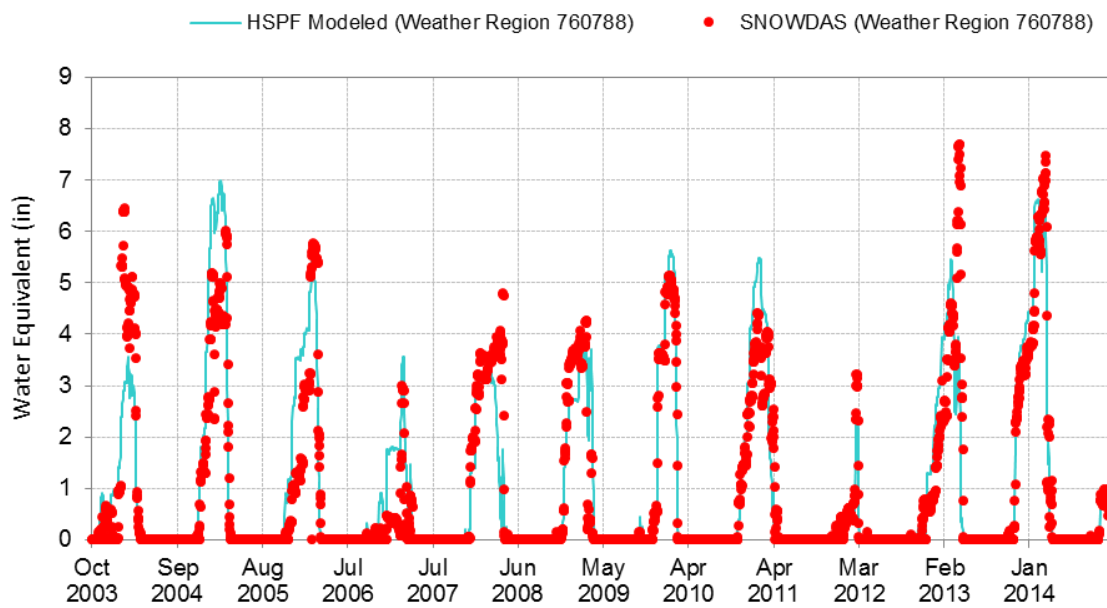 HSPF Modeled (Weather Region 760788) SNOWDAS (Weather Region 760788)
9
8
7
6
5
4
3
2
1
0
Water Equivalent (in)
Oct Sep Aug Jul Jul Jun May Apr Apr Mar Feb Jan
2003 2004 2005 2006 2007 2008 2009 2010 2011 2012 2013 2014